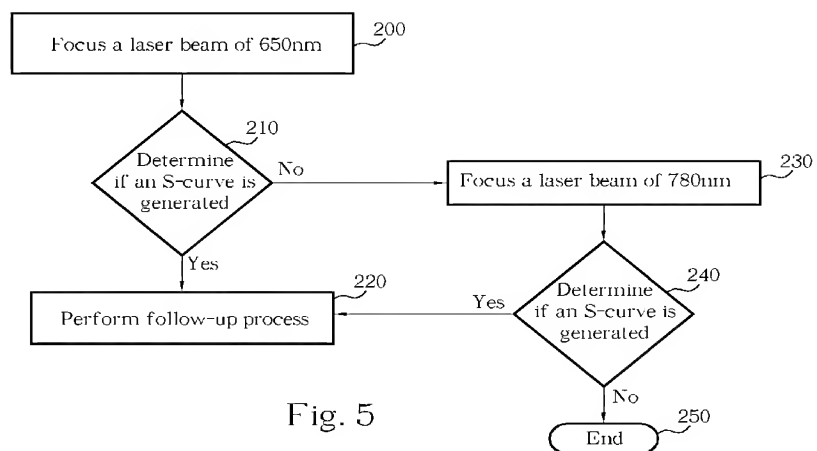 Focus a laser beam of 650nm
200
210
Determine
if an S-curve is
generated
No
Yes
230
Focus a laser beam of 780nm
220
Perform follow-up process
240
Determine
if an S-curve is
generated
Yes
No
250
End
Fig. 5